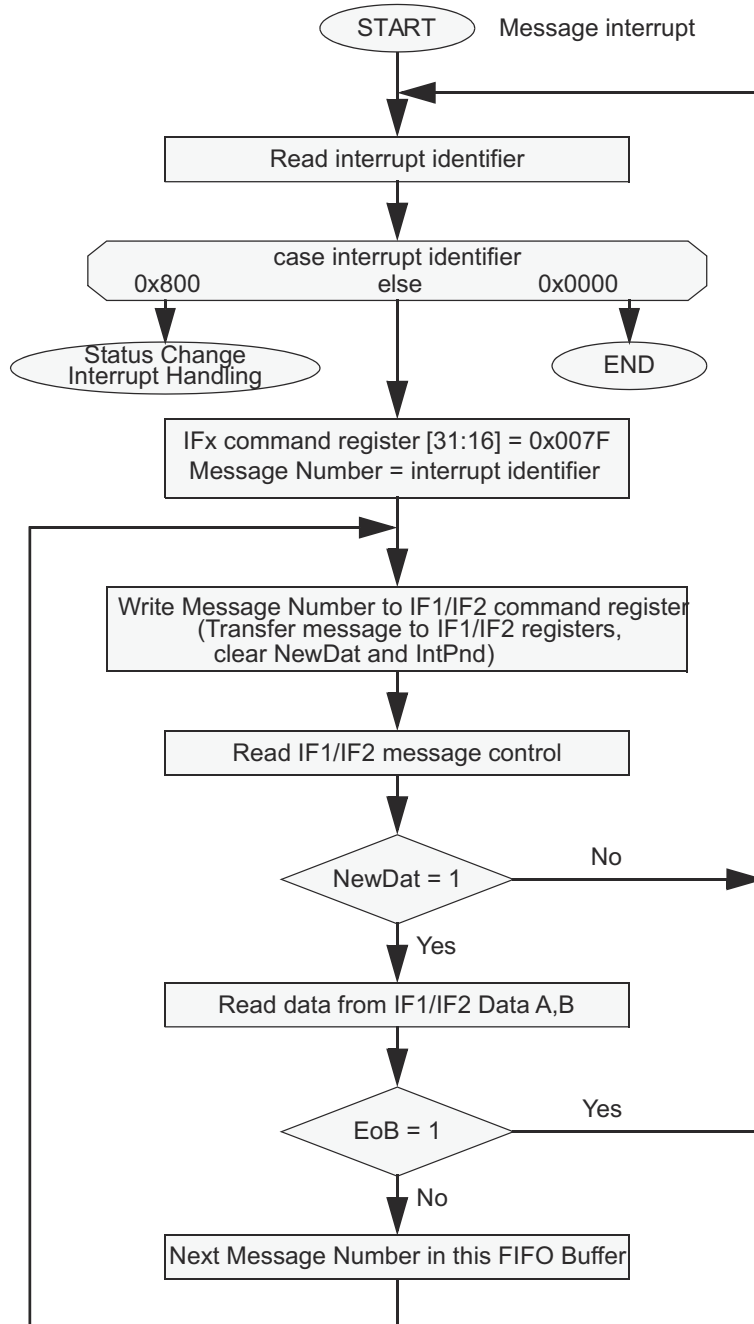 START Message interrupt
Read interrupt identifier
case interrupt identifier
0x800 else 0x0000
Status Change
Interrupt Handling
END
IFx command register [31:16] = 0x007F
Message Number = interrupt identifier
Write Message Number to IF1/IF2 command register
(Transfer message to IF1/IF2 registers,
clear NewDat and IntPnd)
Read IF1/IF2 message control
NewDat = 1
No
Yes
Read data from IF1/IF2 Data A,B
EoB = 1
Yes
No
Next Message Number in this FIFO Buffer